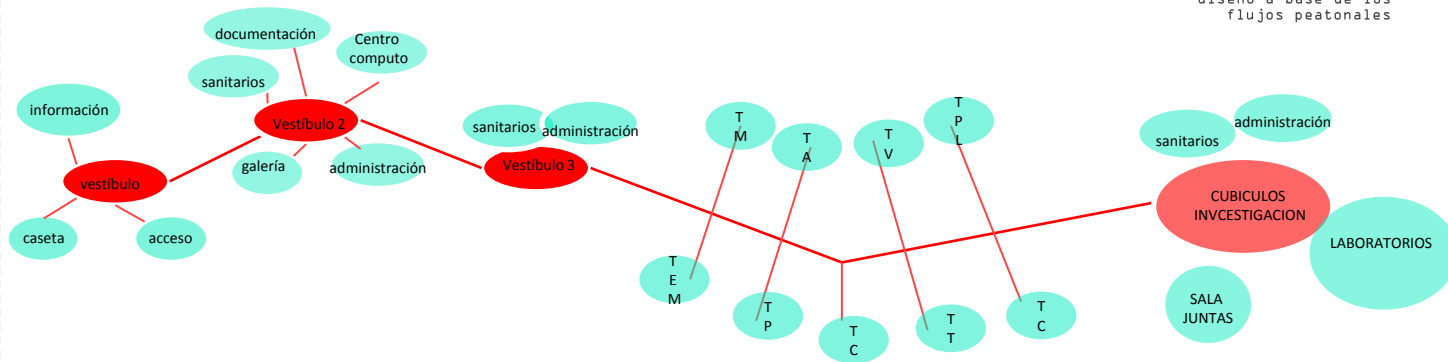 diseño a base de los
flujos peatonales
documentación
Centro
computo
sanitarios
información
Vestíbulo 2
vestíbulo
galería
administración
caseta
acceso
sanitarios
administración
Vestíbulo 3
T
M
T
A
T
V
T
P
L
T
E
M
T
P
T
C
T
T
T
C
sanitarios
administración
CUBICULOS
INVCESTIGACION
LABORATORIOS
SALA
JUNTAS